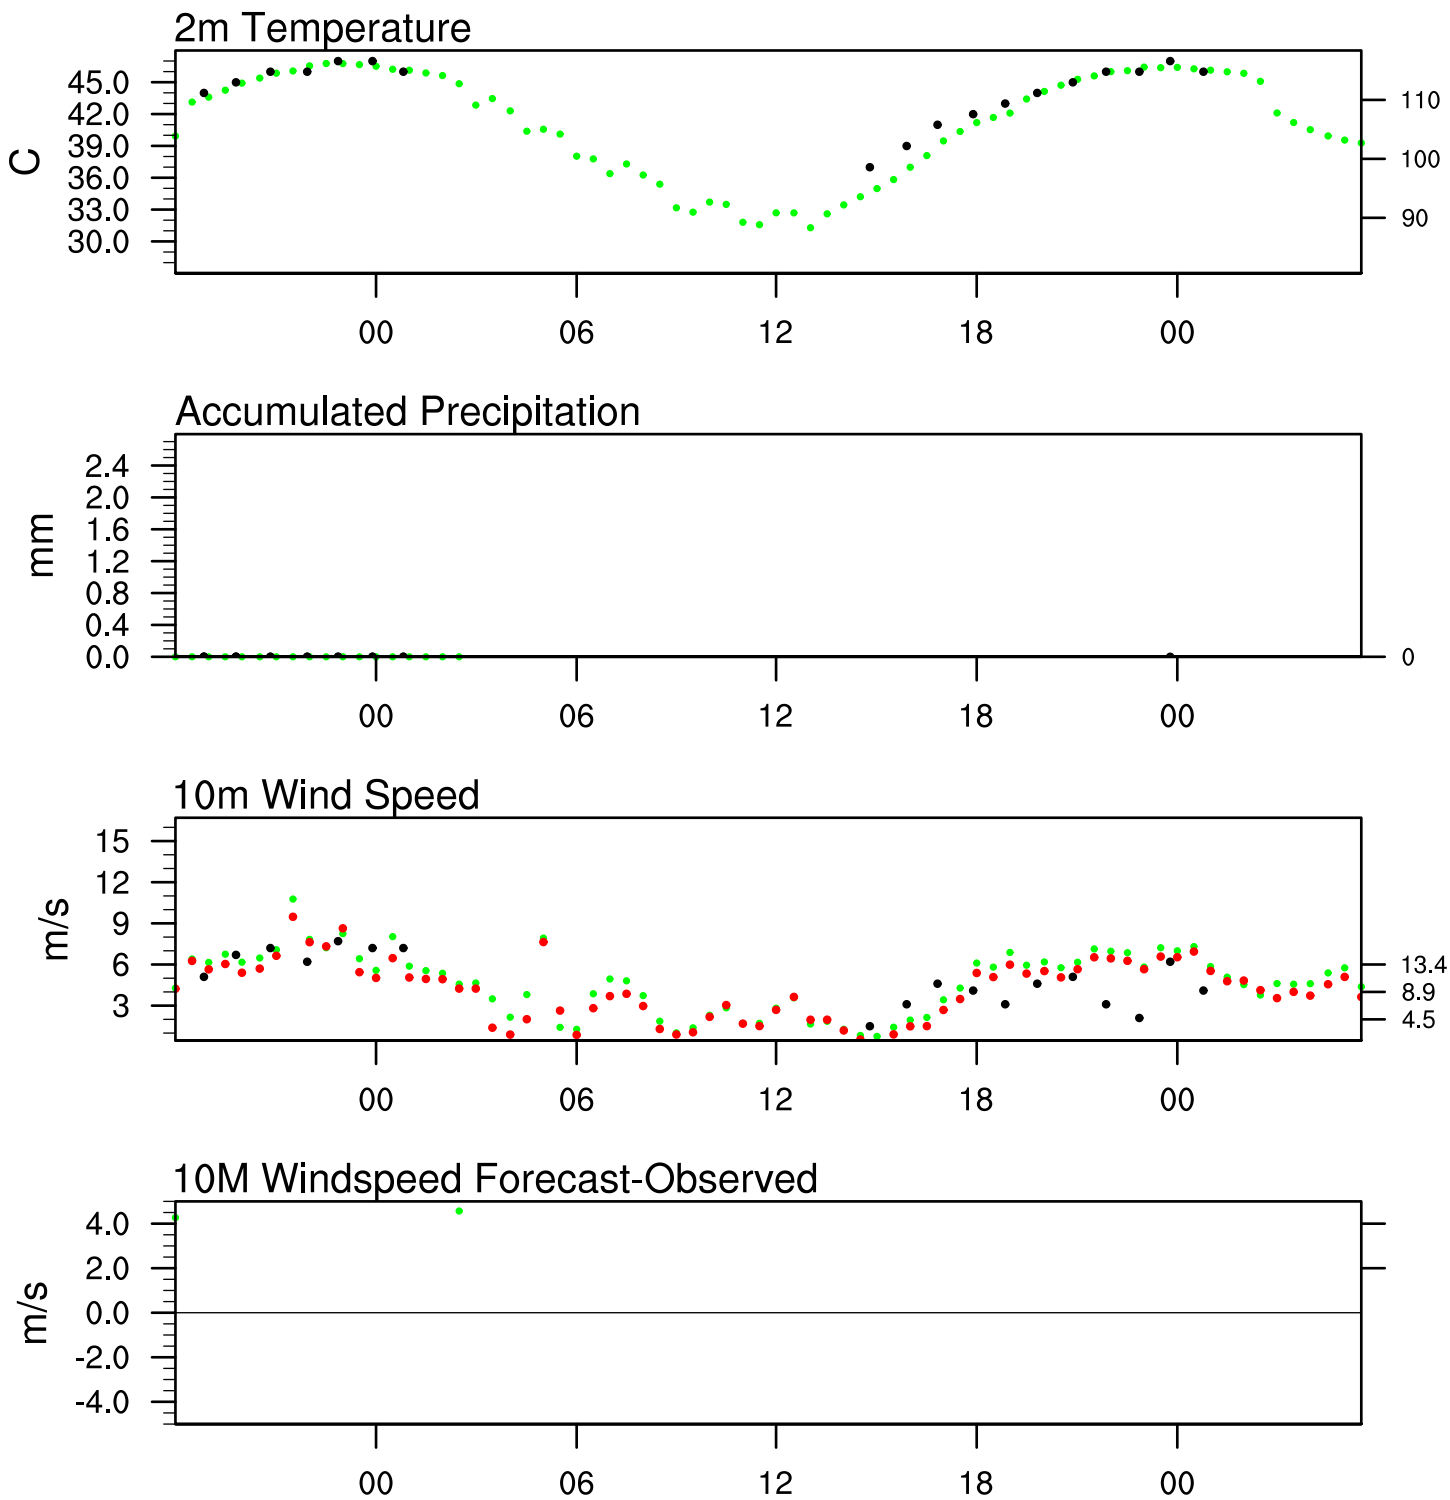 2m Temperature
C
45.0
42.0
39.0
36.0
33.0
30.0
110
100
90
00 06 12 18 00
Accumulated Precipitation
mm
2.4
2.0
1.6
1.2
0.8
0.4
0.0
0
00 06 12 18 00
10m Wind Speed
m/s
15
12
9
6
3
13.4
8.9
4.5
00 06 12 18 00
10M Windspeed Forecast-Observed
m/s
4.0
2.0
0.0
-2.0
-4.0
00 06 12 18 00